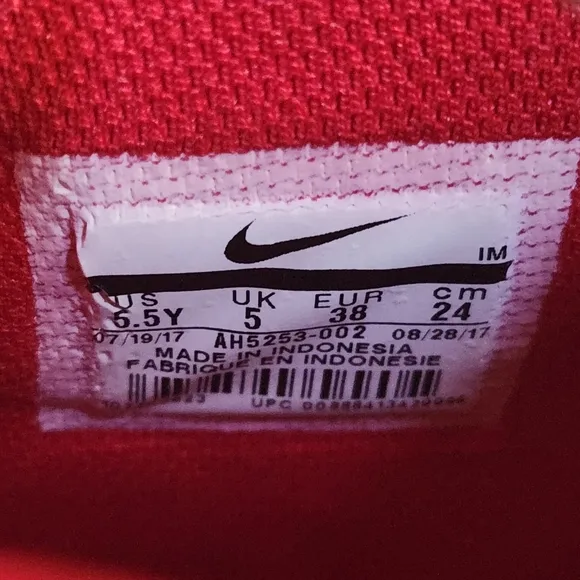 IM
US UK EUR cm
6.5Y 5 38 24
07/19/17 AH5253-002 08/28/17
MADE IN INDONESIA
FABRIQUE EN INDONESIE
UPC